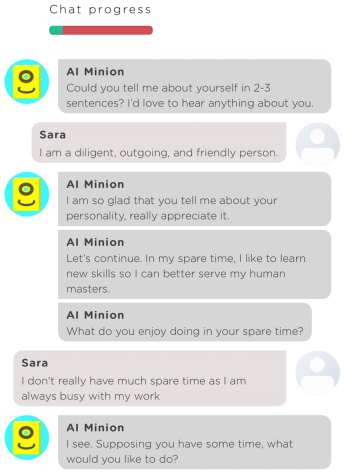 Chat progress
AI Minion
Could you tell me about yourself in 2-3
sentences? I'd love to hear anything about you.
Sara
I am a diligent, outgoing, and friendly person.
AI Minion
I am so glad that you tell me about your
personality, really appreciate it.
AI Minion
Let's continue. In my spare time, I like to learn
new skills so I can better serve my human
masters.
AI Minion
What do you enjoy doing in your spare time?
Sara
I don't really have much spare time as I am
always busy with my work
AI Minion
I see. Supposing you have some time, what
would you like to do?